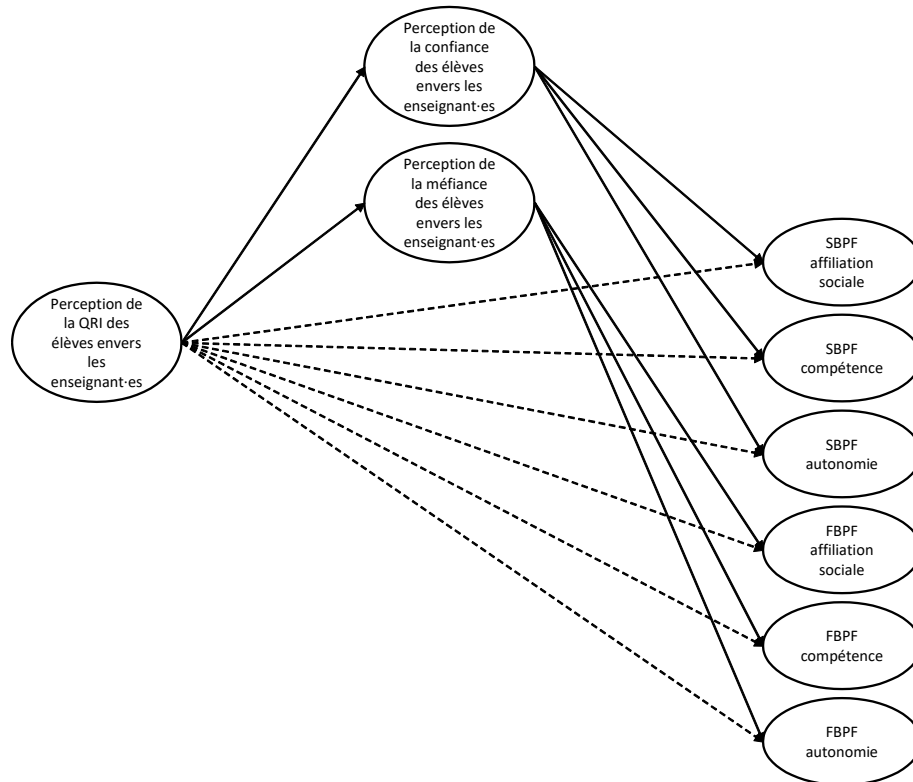 Perception de
la confiance
des élèves
envers les
enseignant·es
Perception de
la méfiance
des élèves
envers les
enseignant·es
Perception de
la QRI des
élèves envers
les
enseignant·es
SBPF
affiliation
sociale
SBPF
compétence
SBPF
autonomie
FBPF
affiliation
sociale
FBPF
compétence
FBPF
autonomie